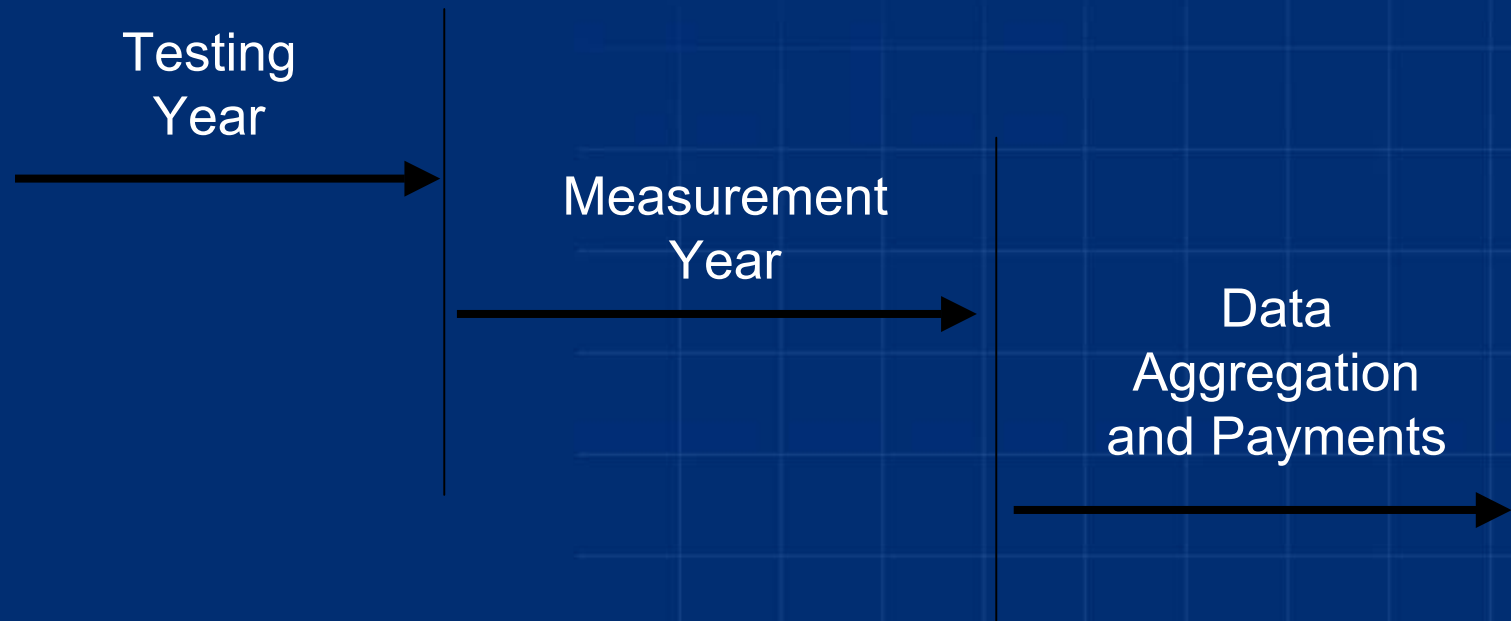 Testing
Year
Measurement
Year
Data
Aggregation
and Payments